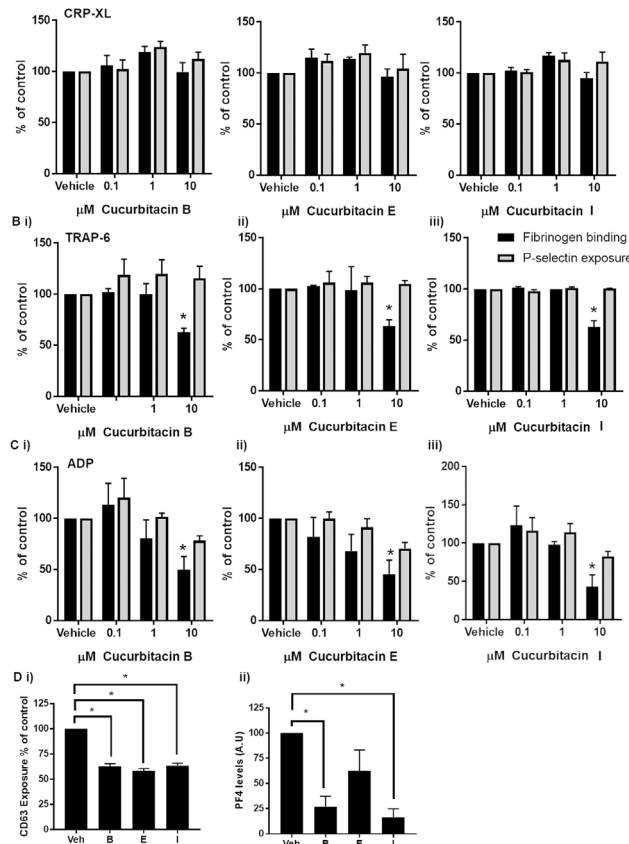 CRP-XL
% of control
150
100
50
0
Vehicle 0.1 1 10
μM Cucurbitacin B
% of control
150
100
50
0
Vehicle 0.1 1 10
μM Cucurbitacin E
% of control
150
100
50
0
Vehicle 0.1 1 10
μM Cucurbitacin I
B i)
TRAP-6
% of control
150
100
50
0
*
Vehicle 1 10
μM Cucurbitacin B
ii)
% of control
150
100
50
0
*
Vehicle 0.1 1 10
μM Cucurbitacin E
iii)
Fibrinogen binding
P-selectin exposure
% of control
150
100
50
0
*
Vehicle 0.1 1 10
μM Cucurbitacin I
C i)
ADP
% of control
150
100
50
0
*
Vehicle 0.1 1 10
μM Cucurbitacin B
ii)
% of control
150
100
50
0
*
Vehicle 0.1 1 10
μM Cucurbitacin E
iii)
% of control
200
150
100
50
0
*
Vehicle 0.1 1 10
μM Cucurbitacin I
D i)
CD63 Exposure % of control
125
100
75
50
25
0
*
*
*
Veh B E I
ii)
PF4 levels (A.U)
125
100
75
50
25
0
*
*
Veh B E I